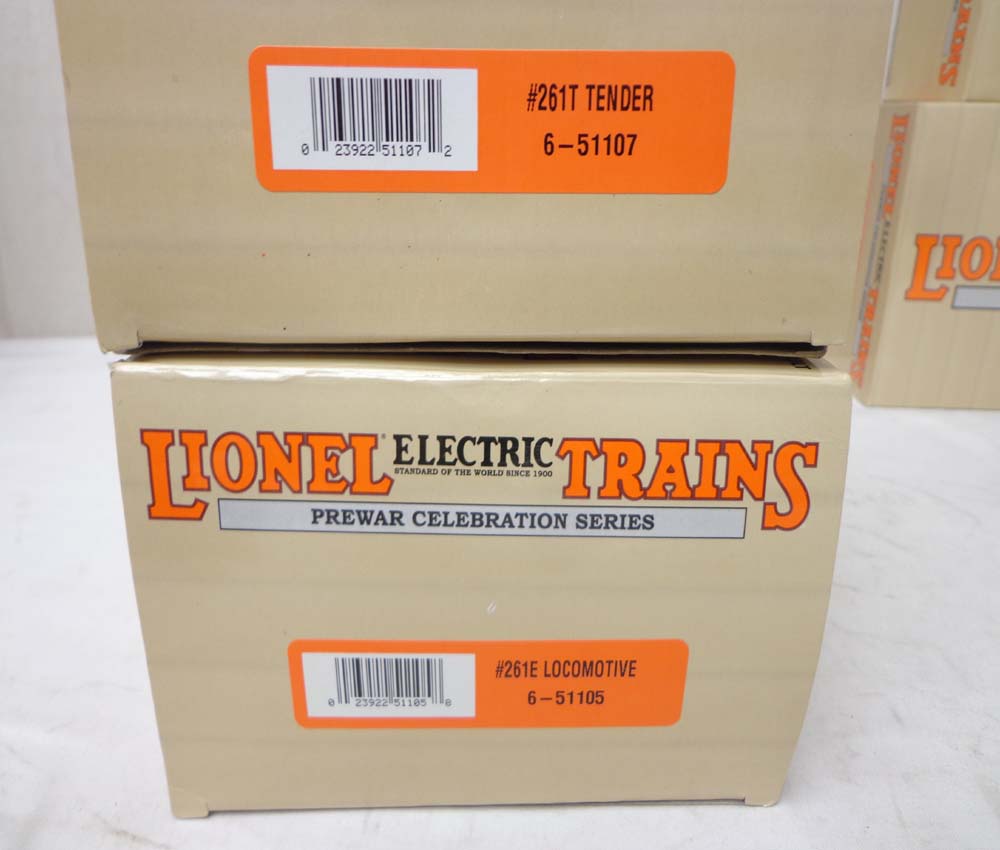 #261T TENDER
6-51107
0 23922 51107 2
LIONEL ELECTRIC TRAINS
STANDARD OF THE WORLD SINCE 1900
PREWAR CELEBRATION SERIES
#261E LOCOMOTIVE
6-51105
0 23922 51105 8
LIO